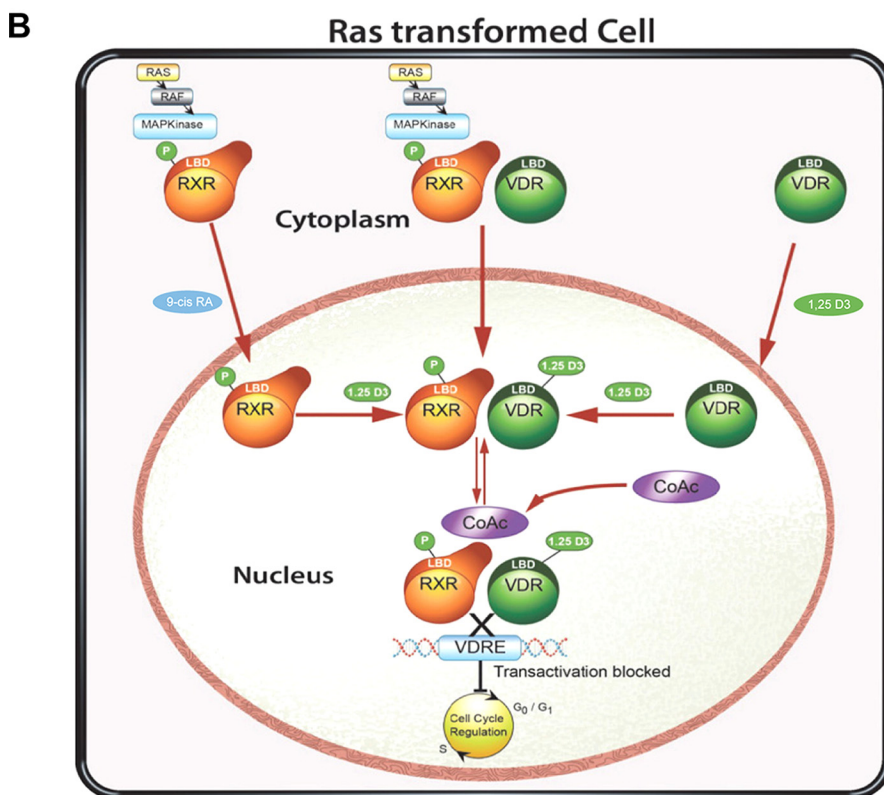 B
Ras transformed Cell
RAS
RAF
MAPKinase
P
LBD
RXR
RAS
RAF
MAPKinase
P
LBD
RXR
LBD
VDR
LBD
VDR
Cytoplasm
9-cis RA
1,25 D3
P
LBD
RXR
1.25 D3
P
LBD
RXR
1.25 D3
LBD
VDR
1.25 D3
LBD
VDR
CoAc
CoAc
P
LBD
RXR
1.25 D3
LBD
VDR
Nucleus
X
VDRE
Transactivation blocked
G0 / G1
Cell Cycle
Regulation
S